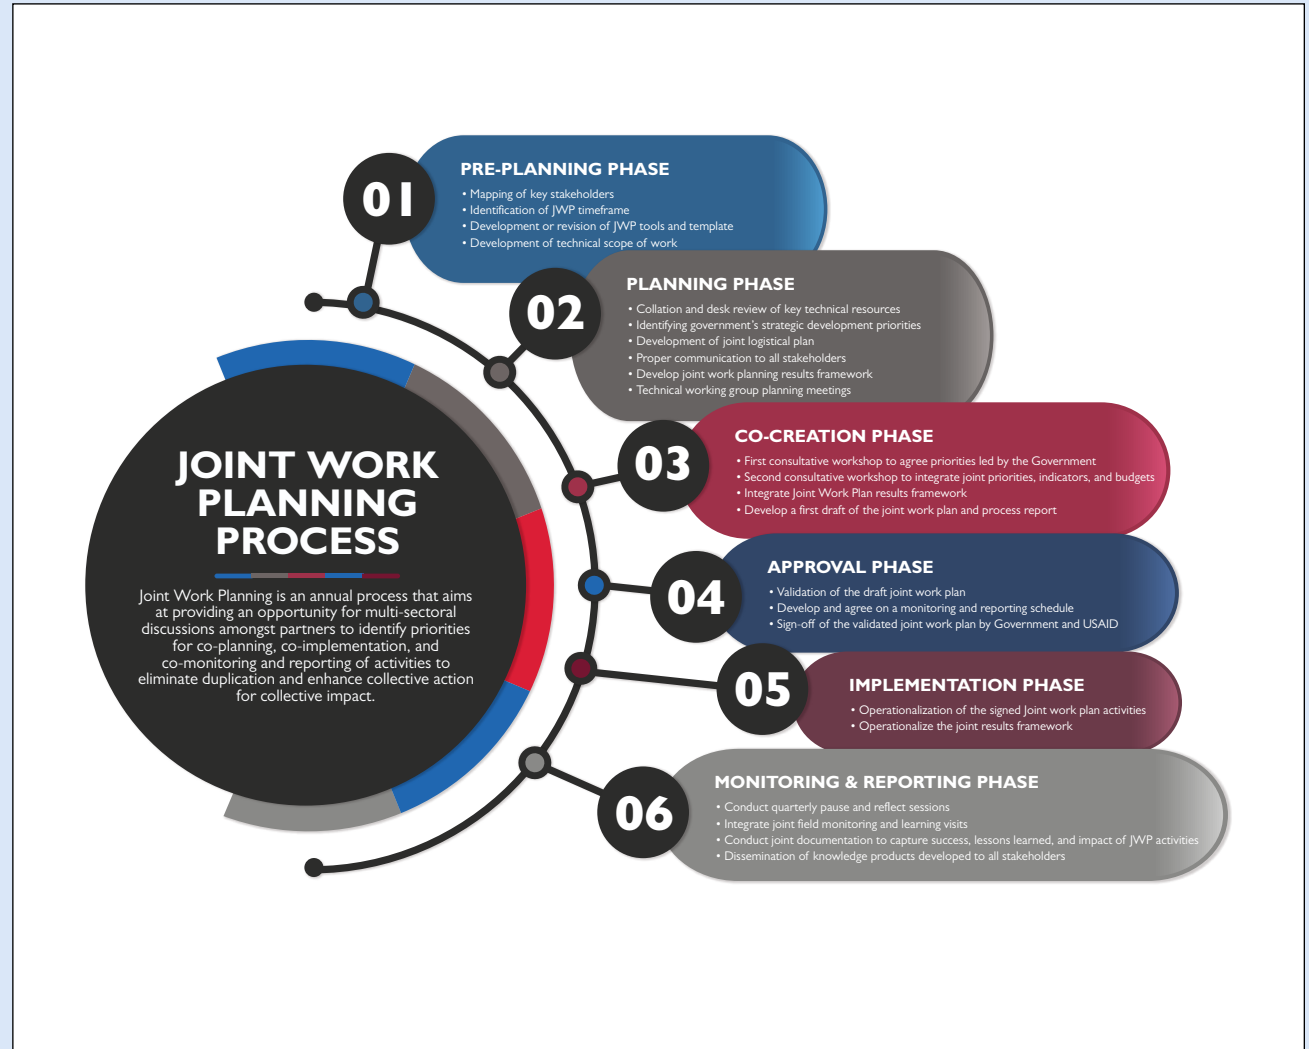 01
PRE-PLANNING PHASE
• Mapping of key stakeholders
• Identification of JWP timeframe
• Development or revision of JWP tools and template
• Development of technical scope of work
02
PLANNING PHASE
• Collation and desk review of key technical resources
• Identifying government's strategic development priorities
• Development of joint logistical plan
• Proper communication to all stakeholders
• Develop joint work planning results framework
• Technical working group planning meetings
03
CO-CREATION PHASE
• First consultative workshop to agree priorities led by the Government
• Second consultative workshop to integrate joint priorities, indicators, and budgets
• Integrate Joint Work Plan results framework
• Develop a first draft of the joint work plan and process report
JOINT WORK
PLANNING
PROCESS
Joint Work Planning is an annual process that aims
at providing an opportunity for multi-sectoral
discussions amongst partners to identify priorities
for co-planning, co-implementation, and
co-monitoring and reporting of activities to
eliminate duplication and enhance collective action
for collective impact.
04
APPROVAL PHASE
• Validation of the draft joint work plan
• Develop and agree on a monitoring and reporting schedule
• Sign-off of the validated joint work plan by Government and USAID
05
IMPLEMENTATION PHASE
• Operationalization of the signed Joint work plan activities
• Operationalize the joint results framework
06
MONITORING & REPORTING PHASE
• Conduct quarterly pause and reflect sessions
• Integrate joint field monitoring and learning visits
• Conduct joint documentation to capture success, lessons learned, and impact of JWP activities
• Dissemination of knowledge products developed to all stakeholders